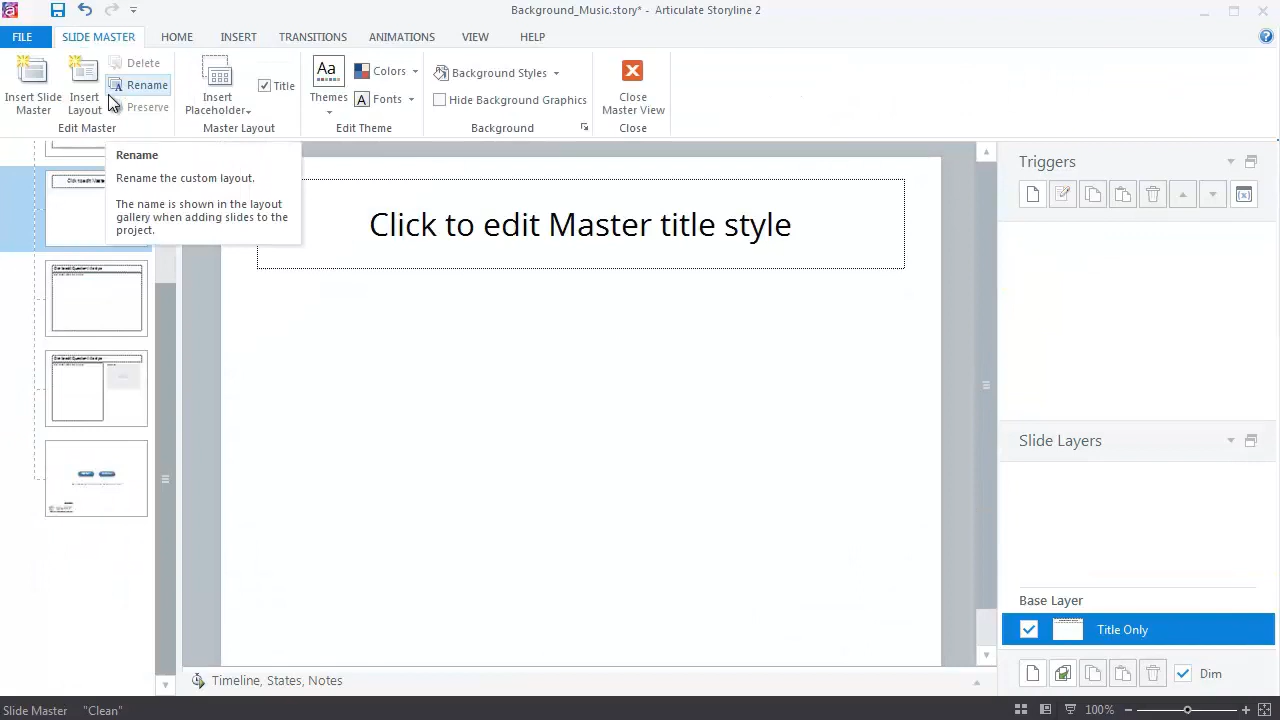 Background_Music.story* - Articulate Storyline 2
FILE
SLIDE MASTER
HOME
INSERT
TRANSITIONS
ANIMATIONS
VIEW
HELP
Insert Slide Master
Insert Layout
Delete
Rename
Preserve
Edit Master
Insert Placeholder
Title
Master Layout
Aa
Themes
Colors
A Fonts
Edit Theme
Background Styles
Hide Background Graphics
Background
Close Master View
Close
Rename
Rename the custom layout.
The name is shown in the layout
gallery when adding slides to the
project.
Click to edit Master title style
Triggers
Slide Layers
Base Layer
Title Only
Timeline, States, Notes
Dim
Slide Master
"Clean"
100%